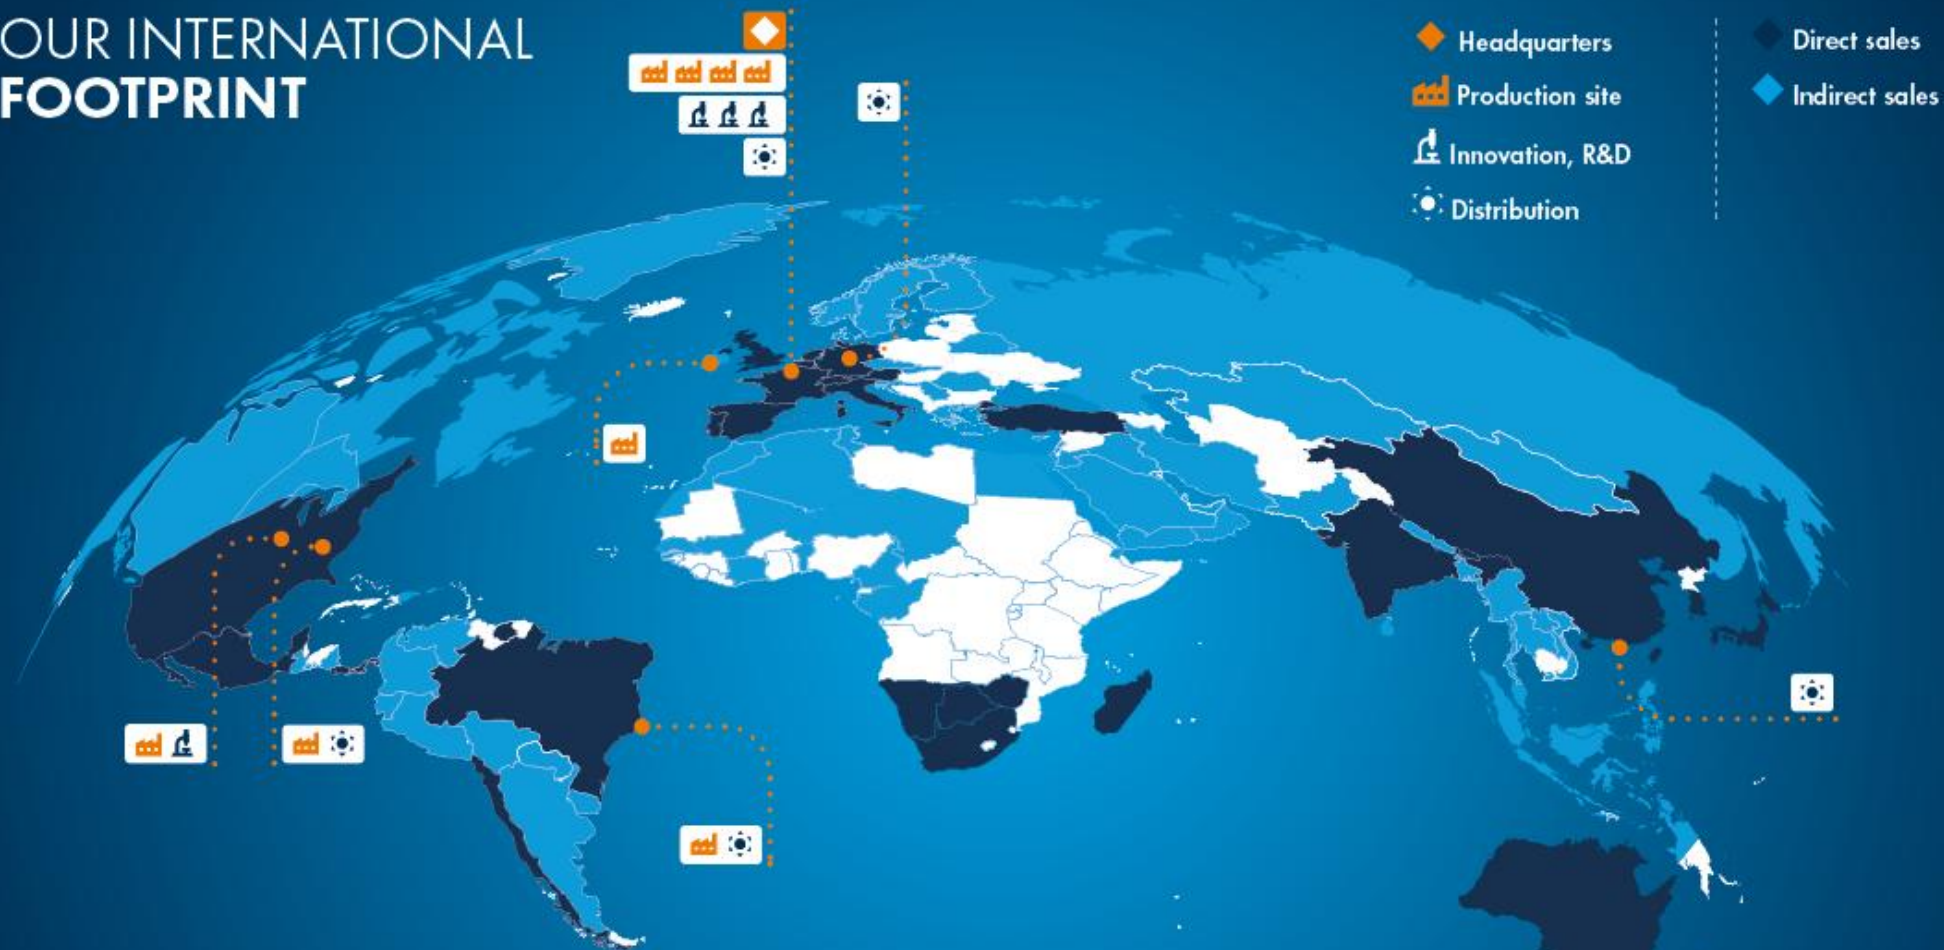 OUR INTERNATIONAL
FOOTPRINT
Headquarters
Production site
Innovation, R&D
Distribution
Direct sales
Indirect sales